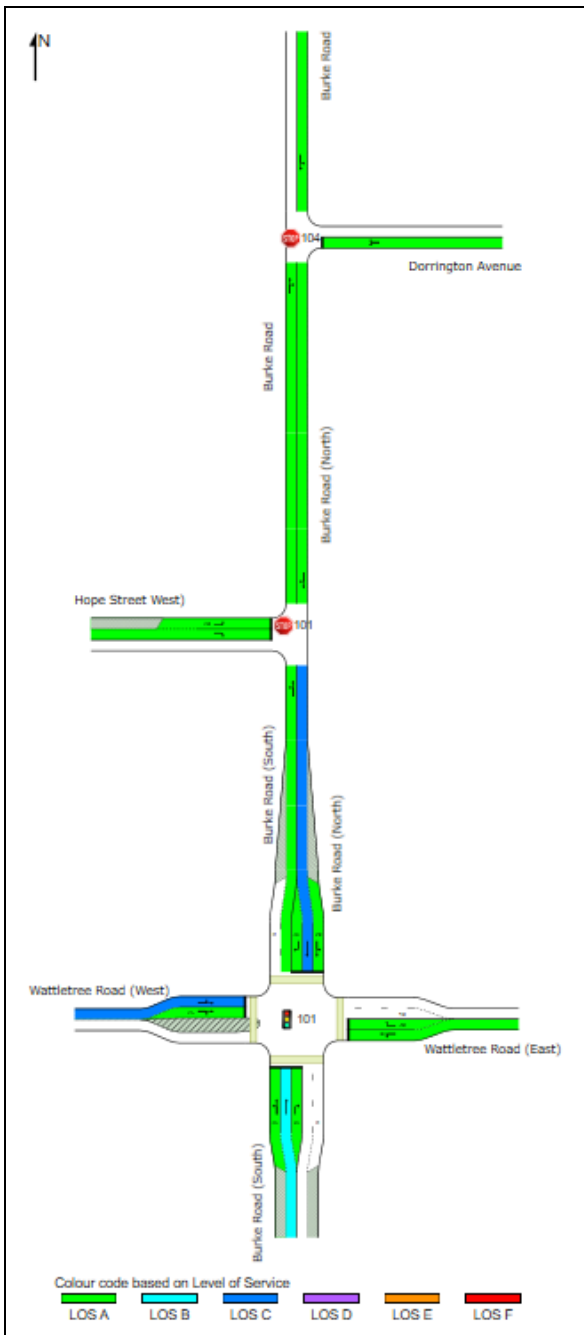 N
Burke Road
STOP 104
Dorrington Avenue
Burke Road
Burke Road (North)
Hope Street West)
STOP 101
Burke Road (South)
Burke Road (North)
Wattletree Road (West)
101
Wattletree Road (East)
Burke Road (South)
Colour code based on Level of Service
LOS A LOS B LOS C LOS D LOS E LOS F